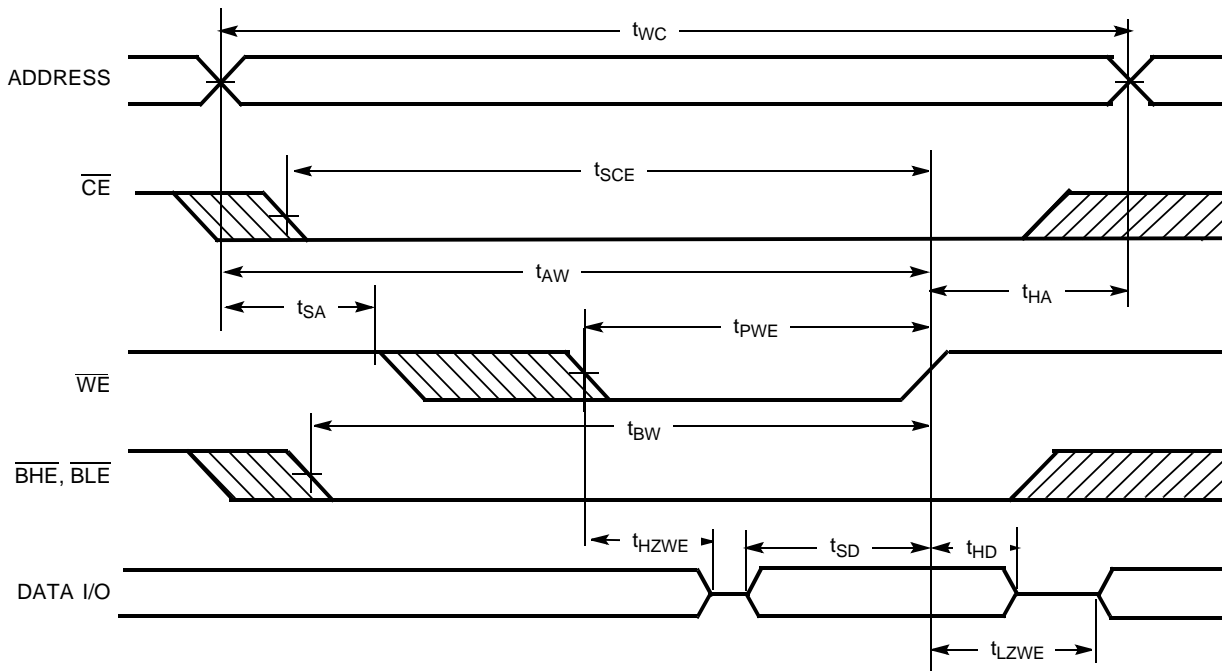 tWC
ADDRESS
CE
tSCE
tAW
tSA
tHA
tPWE
WE
tBW
BHE, BLE
tHZWE
tSD
tHD
DATA I/O
tLZWE